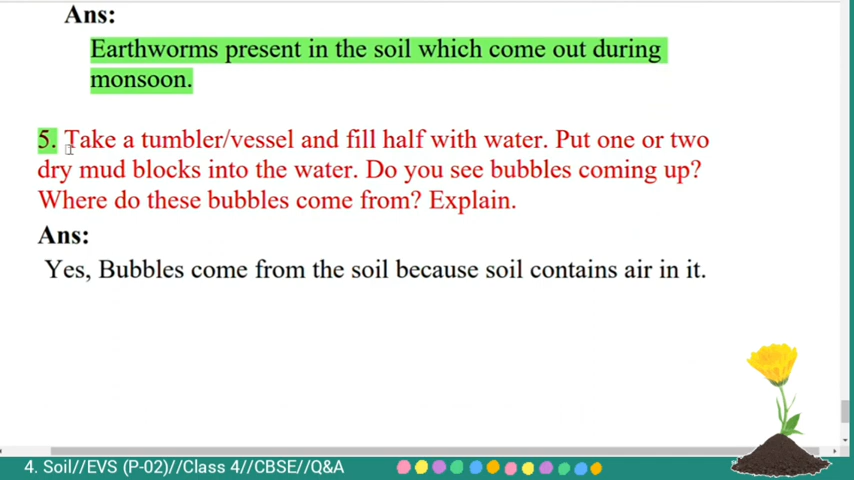 Ans:
Earthworms present in the soil which come out during
monsoon.
5. Take a tumbler/vessel and fill half with water. Put one or two
dry mud blocks into the water. Do you see bubbles coming up?
Where do these bubbles come from? Explain.
Ans:
Yes, Bubbles come from the soil because soil contains air in it.
4. Soil//EVS (P-02)//Class 4//CBSE//Q&A